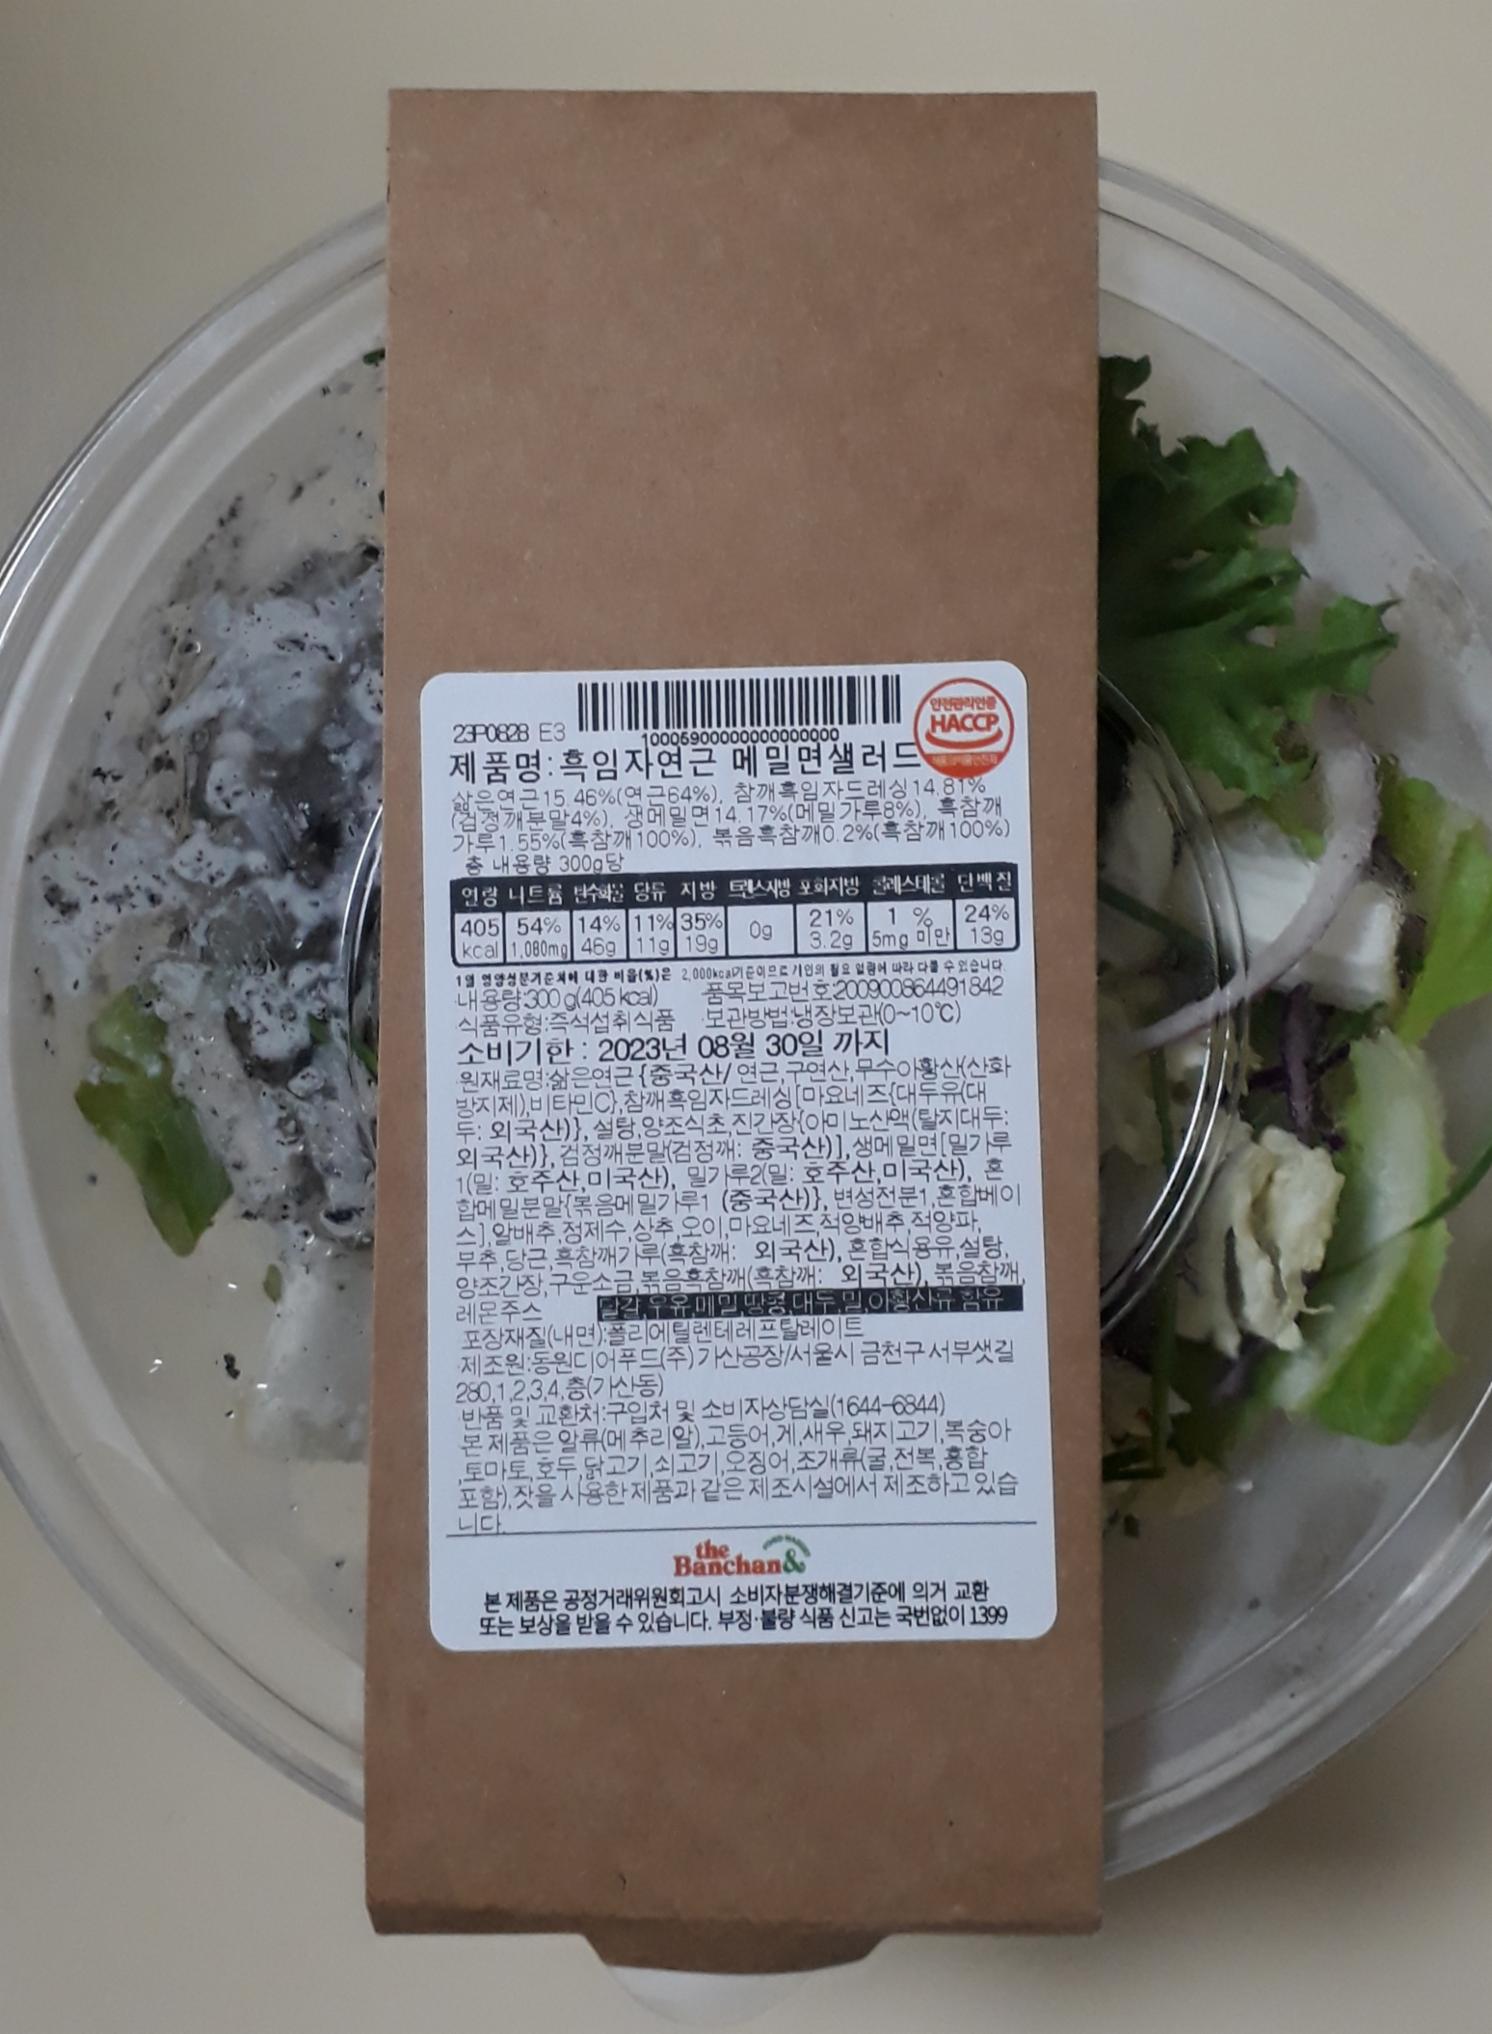 23P0828 E3
10005900000000000000
안전관리인증
HACCP
제품명:흑임자연근 메밀면샐러드
삶은연근15.46%(연근64%), 참깨흑임자드레싱14.81%
(검정깨분말4%), 생메밀면14.17%(메밀가루8%), 흑참깨
가루1.55%(흑참깨100%), 볶음흑참깨0.2%(흑참깨100%)
총 내용량 300g당
열량 나트륨 탄수화물 당류 지방 트랜스지방 포화지방 콜레스테롤 단백질
405 54% 14% 11% 35% 0g 21% 1 % 24%
kcal 1,080mg 46g 11g 19g 3.2g 5mg 미만 13g
1일 영양성분기준치에 대한 비율(%)은 2,000kcal기준이므로 개인의 필요 열량에 따라 다를 수 있습니다.
내용량:300g(405 kcal) 품목보고번호:200900864491842
식품유형:즉석섭취식품 보관방법:냉장보관(0~10℃)
소비기한 : 2023년 08월 30일 까지
원재료명:삶은연근{중국산/연근,구연산,무수아황산(산화
방지제),비타민C},참깨흑임자드레싱[마요네즈{대두유(대
두: 외국산)}, 설탕,양조식초,진간장{아미노산액(탈지대두:
외국산)},검정깨분말(검정깨: 중국산)],생메밀면[밀가루
1(밀: 호주산,미국산), 밀가루2(밀: 호주산,미국산), 혼
합메밀분말{볶음메밀가루1 (중국산)}, 변성전분1,혼합베이
스],알배추,정제수,상추,오이,마요네즈,적양배추,적양파,
부추,당근,흑참깨가루(흑참깨: 외국산), 혼합식용유,설탕,
양조간장,구운소금,볶음흑참깨(흑참깨: 외국산), 볶음참깨,
레몬주스 달걀,우유,메밀,땅콩,대두,밀,아황산류 함유
포장재질(내면):폴리에틸렌테레프탈레이트
제조원:동원디어푸드(주)가산공장/서울시 금천구 서부샛길
280,1,2,3,4,층(가산동)
반품 및 교환처:구입처 및 소비자상담실(1644-6844)
본 제품은 알류(메추리알),고등어,게,새우,돼지고기,복숭아
,토마토,호두,닭고기,쇠고기,오징어,조개류(굴,전복,홍합
포함),잣을 사용한 제품과 같은 제조시설에서 제조하고 있습
니다.
the
Banchan&
본 제품은 공정거래위원회고시 소비자분쟁해결기준에 의거 교환
또는 보상을 받을 수 있습니다. 부정·불량 식품 신고는 국번없이 1399